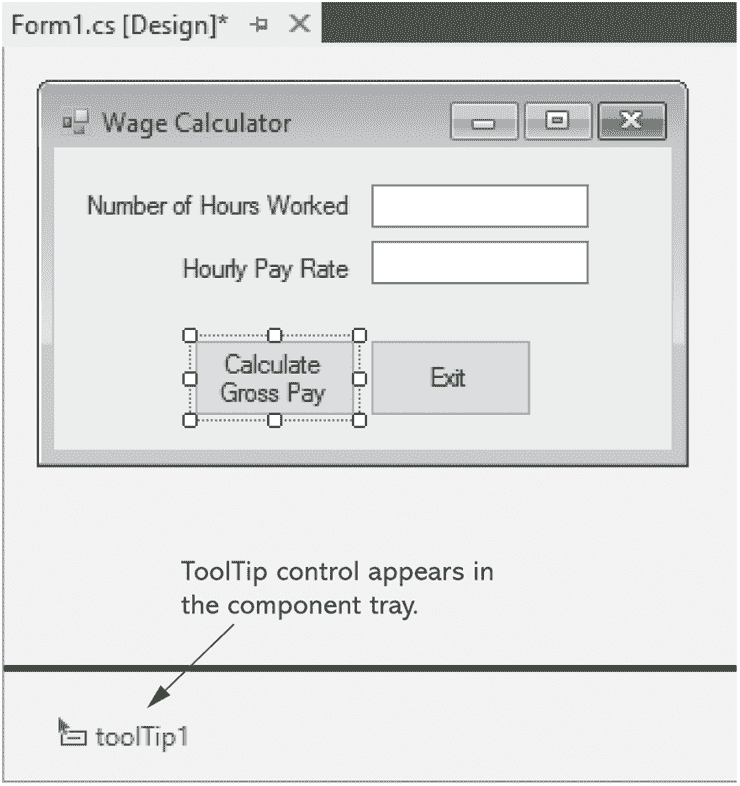 Form1.cs [Design]*
Wage Calculator
Number of Hours Worked
Hourly Pay Rate
Calculate
Gross Pay
Exit
ToolTip control appears in
the component tray.
toolTip1